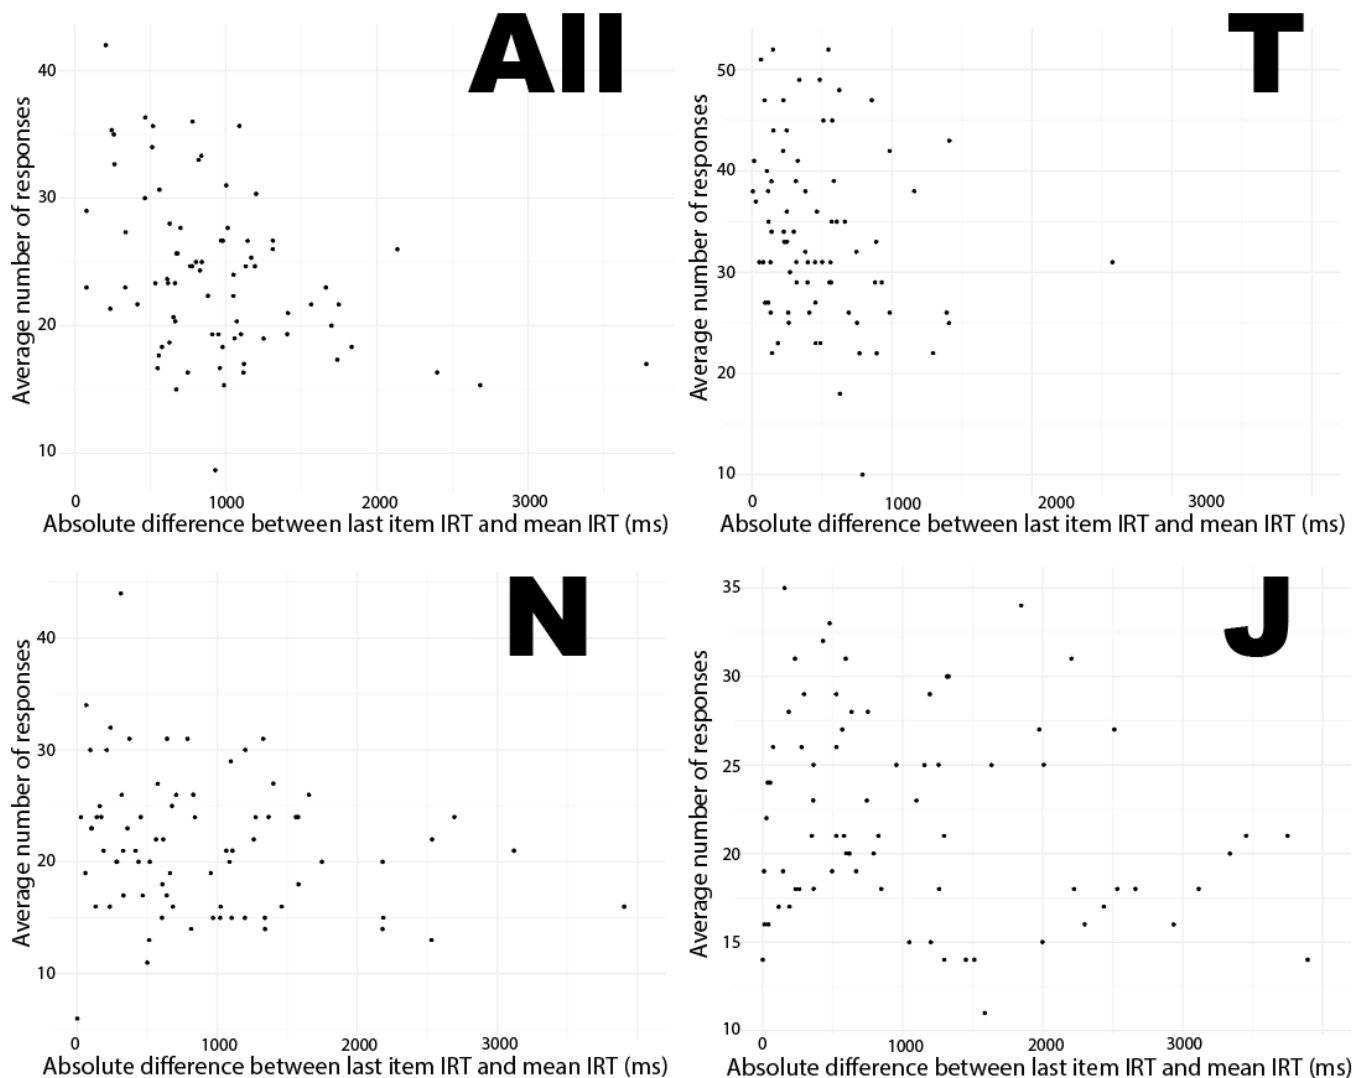 All
Average number of responses
40
30
20
10
0 1000 2000 3000
Absolute difference between last item IRT and mean IRT (ms)
T
Average number of responses
50
40
30
20
10
0 1000 2000 3000
Absolute difference between last item IRT and mean IRT (ms)
N
Average number of responses
40
30
20
10
0 1000 2000 3000
Absolute difference between last item IRT and mean IRT (ms)
J
Average number of responses
35
30
25
20
15
10
0 1000 2000 3000
Absolute difference between last item IRT and mean IRT (ms)